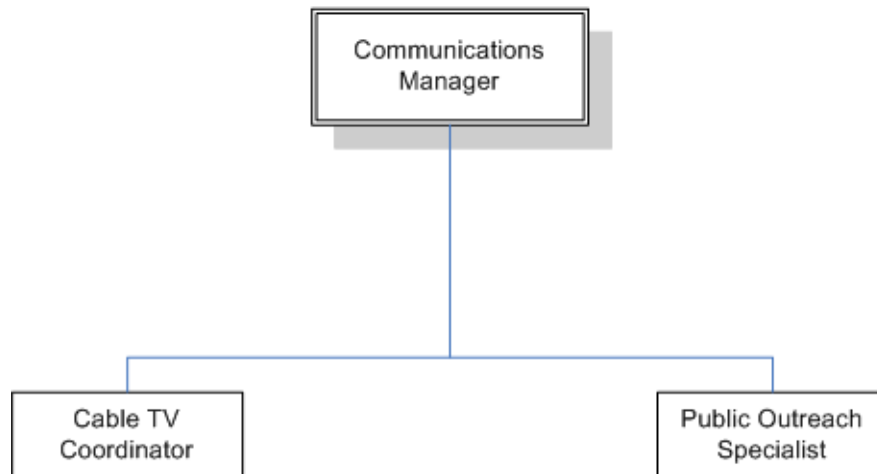 Communications
Manager
Cable TV
Coordinator
Public Outreach
Specialist